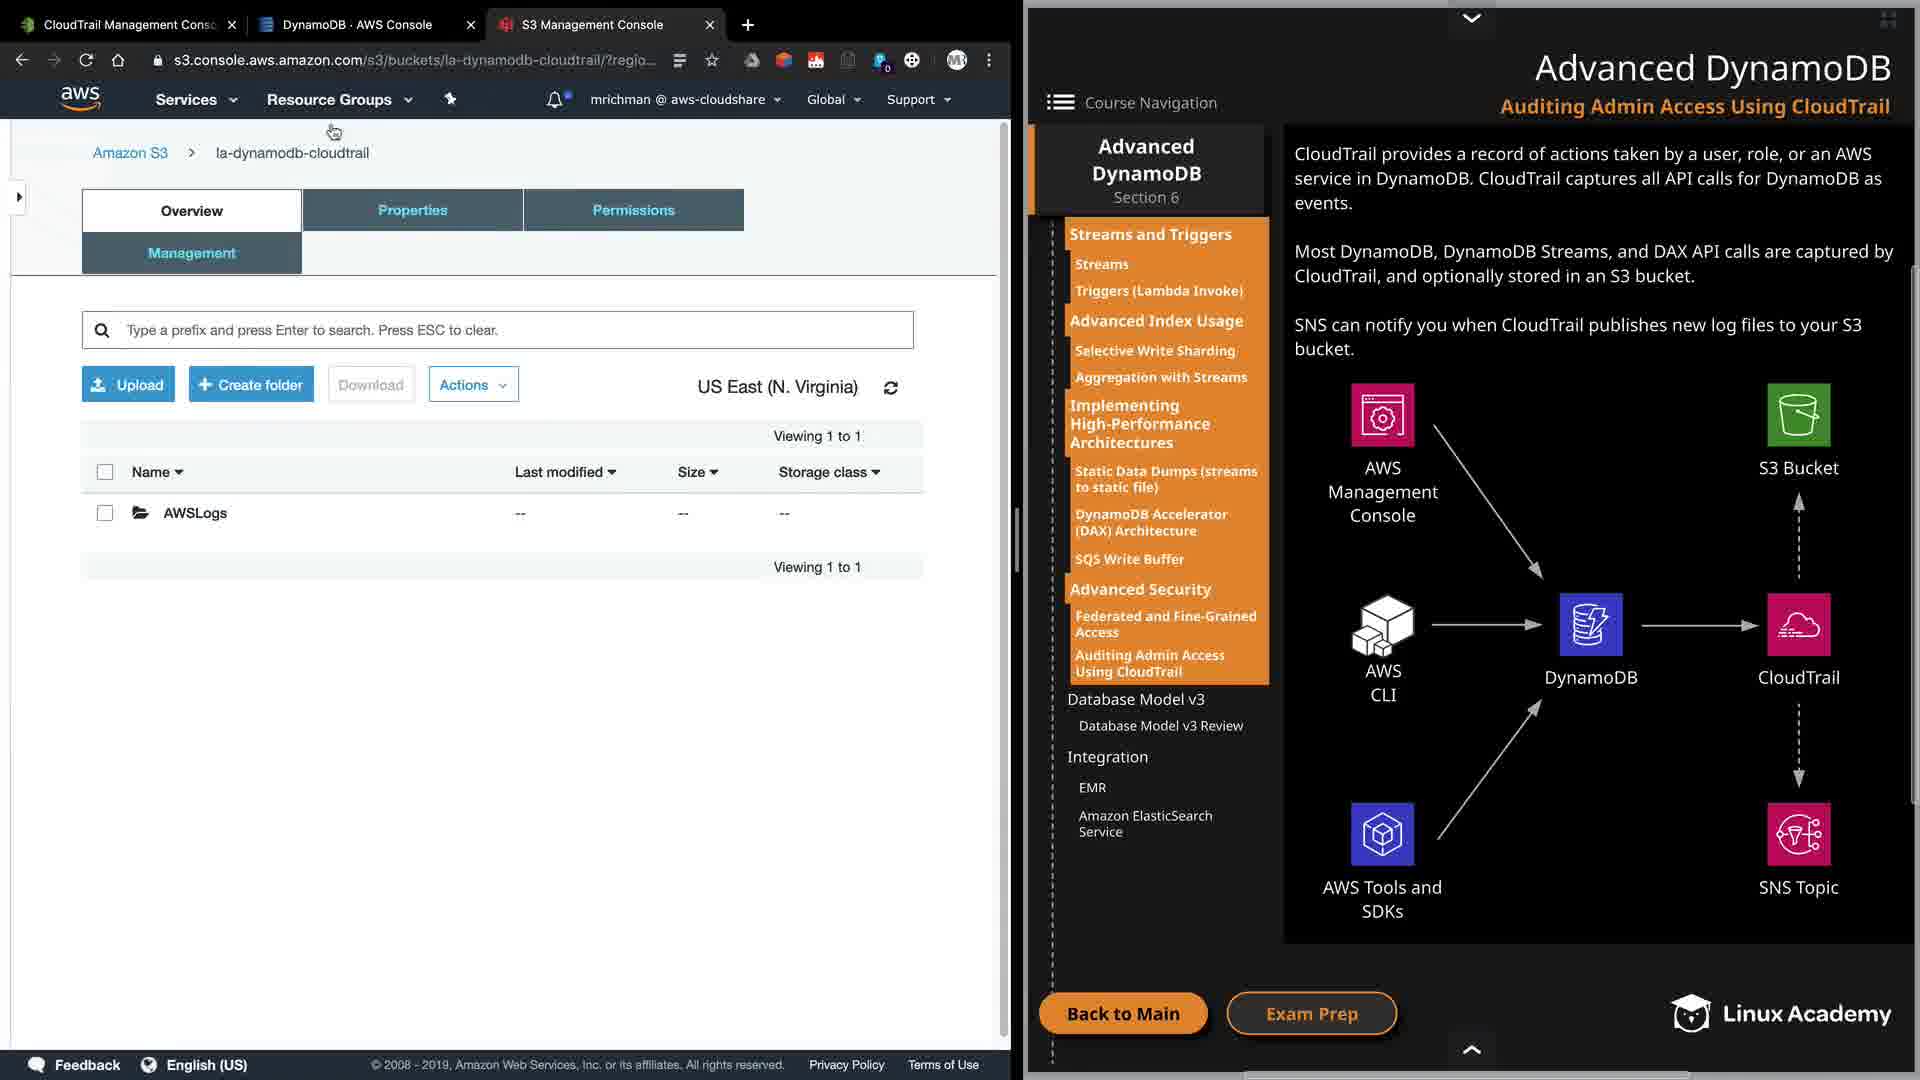 CloudTrail Management Conso
DynamoDB · AWS Console
S3 Management Console
s3.console.aws.amazon.com/s3/buckets/la-dynamodb-cloudtrail/?regio...
aws
Services
Resource Groups
mrichman @ aws-cloudshare
Global
Support
Amazon S3
la-dynamodb-cloudtrail
Overview
Properties
Permissions
Management
Type a prefix and press Enter to search. Press ESC to clear.
Upload
Create folder
Download
Actions
US East (N. Virginia)
Viewing 1 to 1
Name
Last modified
Size
Storage class
AWSLogs
--
--
--
Viewing 1 to 1
Feedback
English (US)
© 2008 - 2019, Amazon Web Services, Inc. or its affiliates. All rights reserved.
Privacy Policy
Terms of Use
Advanced DynamoDB
Auditing Admin Access Using CloudTrail
Course Navigation
Advanced
DynamoDB
Section 6
Streams and Triggers
Streams
Triggers (Lambda Invoke)
Advanced Index Usage
Selective Write Sharding
Aggregation with Streams
Implementing
High-Performance
Architectures
Static Data Dumps (streams
to static file)
DynamoDB Accelerator
(DAX) Architecture
SQS Write Buffer
Advanced Security
Federated and Fine-Grained
Access
Auditing Admin Access
Using CloudTrail
Database Model v3
Database Model v3 Review
Integration
EMR
Amazon ElasticSearch
Service
CloudTrail provides a record of actions taken by a user, role, or an AWS
service in DynamoDB. CloudTrail captures all API calls for DynamoDB as
events.
Most DynamoDB, DynamoDB Streams, and DAX API calls are captured by
CloudTrail, and optionally stored in an S3 bucket.
SNS can notify you when CloudTrail publishes new log files to your S3
bucket.
AWS
Management
Console
S3 Bucket
AWS
CLI
DynamoDB
CloudTrail
AWS Tools and
SDKs
SNS Topic
Back to Main
Exam Prep
Linux Academy